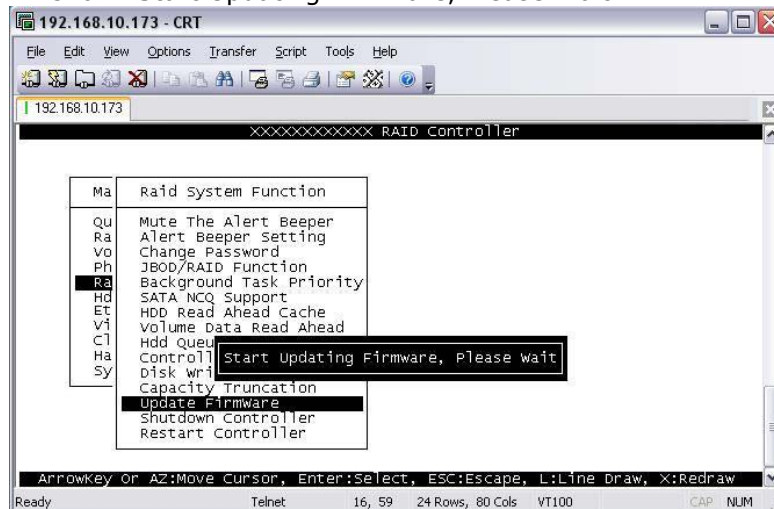 192.168.10.173 - CRT
File Edit View Options Transfer Script Tools Help
192.168.10.173
XXXXXXXXXXXX RAID Controller
Ma
Raid System Function
Qu
Mute The Alert Beeper
Ra
Alert Beeper Setting
Vo
Change Password
Ph
JBOD/RAID Function
Ra
Background Task Priority
Hd
SATA NCQ Support
Et
HDD Read Ahead Cache
Vi
Volume Data Read Ahead
Cl
Hdd Queu
Ha
Controll
Start Updating Firmware, Please Wait
Sy
Disk Wri
Capacity Truncation
Update Firmware
Shutdown Controller
Restart Controller
ArrowKey Or AZ:Move Cursor, Enter:Select, ESC:Escape, L:Line Draw, X:Redraw
Ready Telnet 16, 59 24 Rows, 80 Cols VT100 CAP NUM